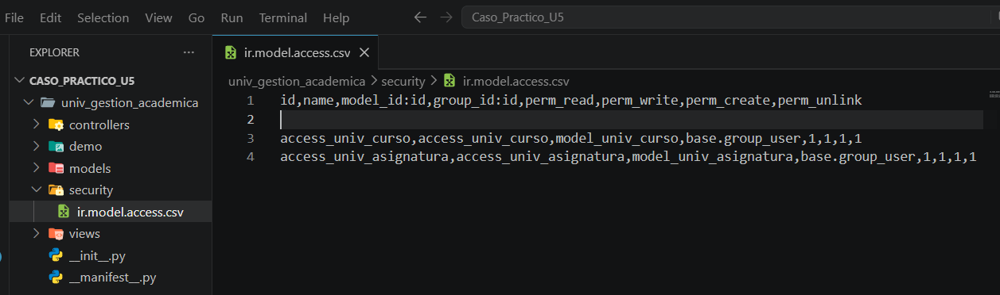 File Edit Selection View Go Run Terminal Help
Caso_Practico_U5
EXPLORER
ir.model.access.csv
CASO_PRACTICO_U5
univ_gestion_academica
controllers
demo
models
security
ir.model.access.csv
views
__init__.py
__manifest__.py
univ_gestion_academica > security > ir.model.access.csv
1 id,name,model_id:id,group_id:id,perm_read,perm_write,perm_create,perm_unlink
2
3 access_univ_curso,access_univ_curso,model_univ_curso,base.group_user,1,1,1,1
4 access_univ_asignatura,access_univ_asignatura,model_univ_asignatura,base.group_user,1,1,1,1